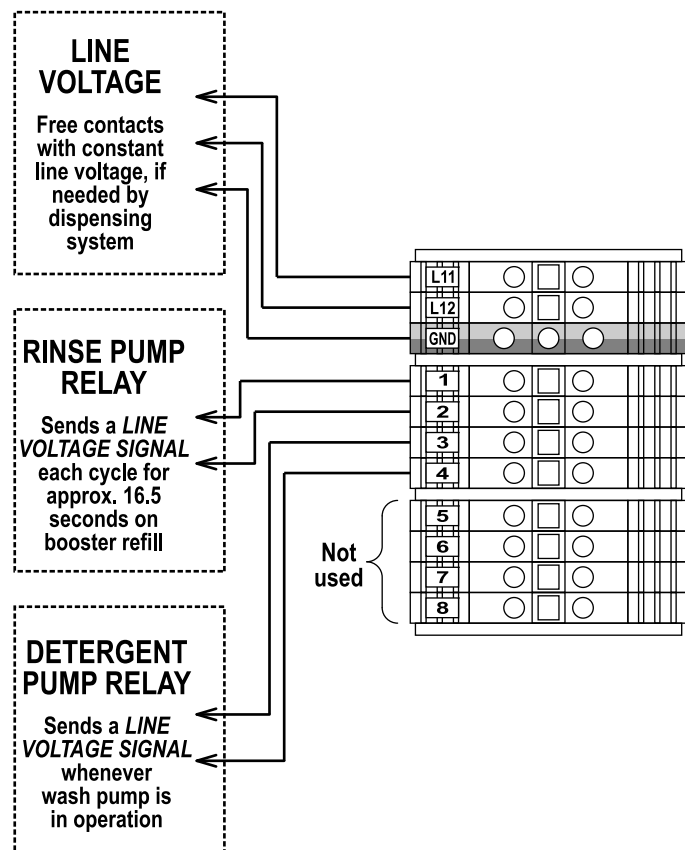 LINE
VOLTAGE
Free contacts
with constant
line voltage, if
needed by
dispensing
system
RINSE PUMP
RELAY
Sends a LINE
VOLTAGE SIGNAL
each cycle for
approx. 16.5
seconds on
booster refill
DETERGENT
PUMP RELAY
Sends a LINE
VOLTAGE SIGNAL
whenever
wash pump is
in operation
L11
L12
GND
1
2
3
4
5
6
7
8
Not
used